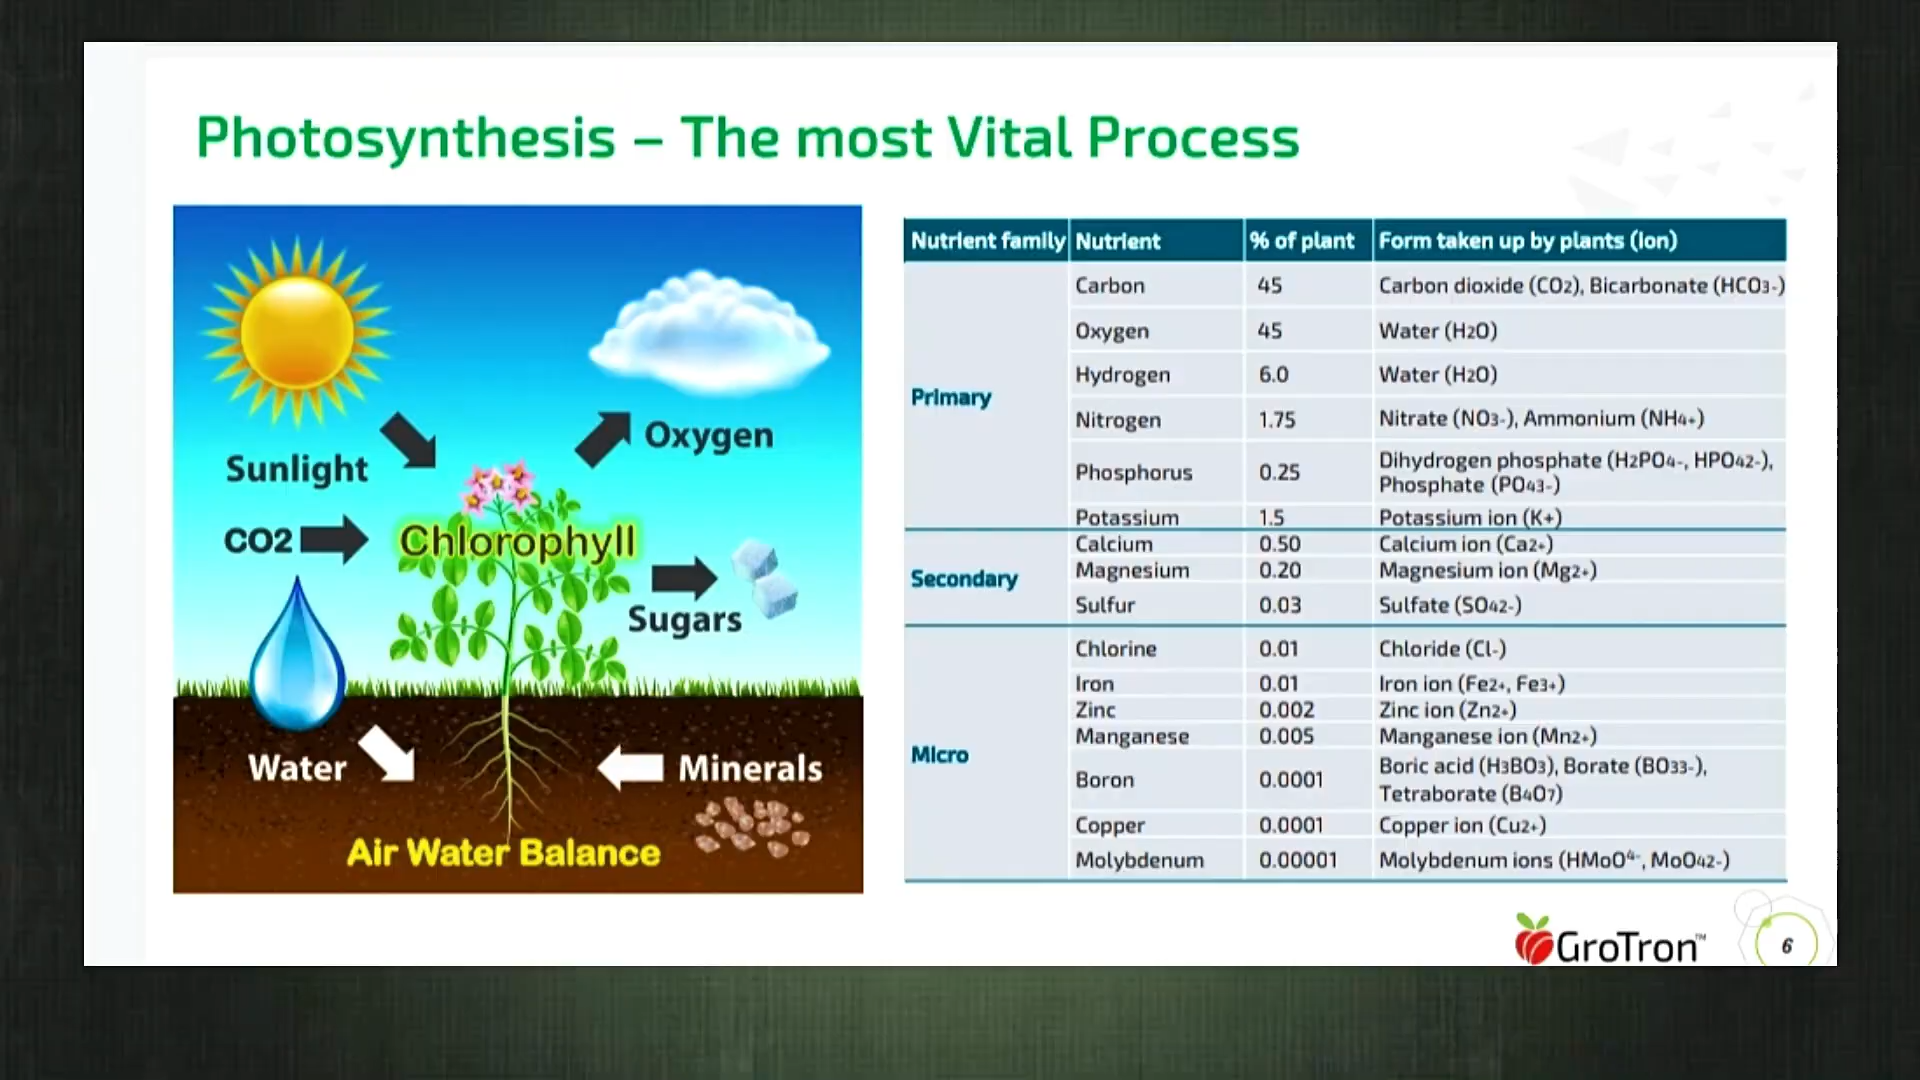 Photosynthesis – The most Vital Process
Sunlight
Oxygen
CO2
Chlorophyll
Sugars
Water
Minerals
Air Water Balance
Nutrient family Nutrient % of plant Form taken up by plants (ion)
Primary
Carbon 45 Carbon dioxide (CO2), Bicarbonate (HCO3-)
Oxygen 45 Water (H2O)
Hydrogen 6.0 Water (H2O)
Nitrogen 1.75 Nitrate (NO3-), Ammonium (NH4+)
Phosphorus 0.25 Dihydrogen phosphate (H2PO4-, HPO42-),
Phosphate (PO43-)
Potassium 1.5 Potassium ion (K+)
Secondary
Calcium 0.50 Calcium ion (Ca2+)
Magnesium 0.20 Magnesium ion (Mg2+)
Sulfur 0.03 Sulfate (SO42-)
Micro
Chlorine 0.01 Chloride (Cl-)
Iron 0.01 Iron ion (Fe2+, Fe3+)
Zinc 0.002 Zinc ion (Zn2+)
Manganese 0.005 Manganese ion (Mn2+)
Boron 0.0001 Boric acid (H3BO3), Borate (BO33-),
Tetraborate (B4O7)
Copper 0.0001 Copper ion (Cu2+)
Molybdenum 0.00001 Molybdenum ions (HMoO4-, MoO42-)
GroTron™
6